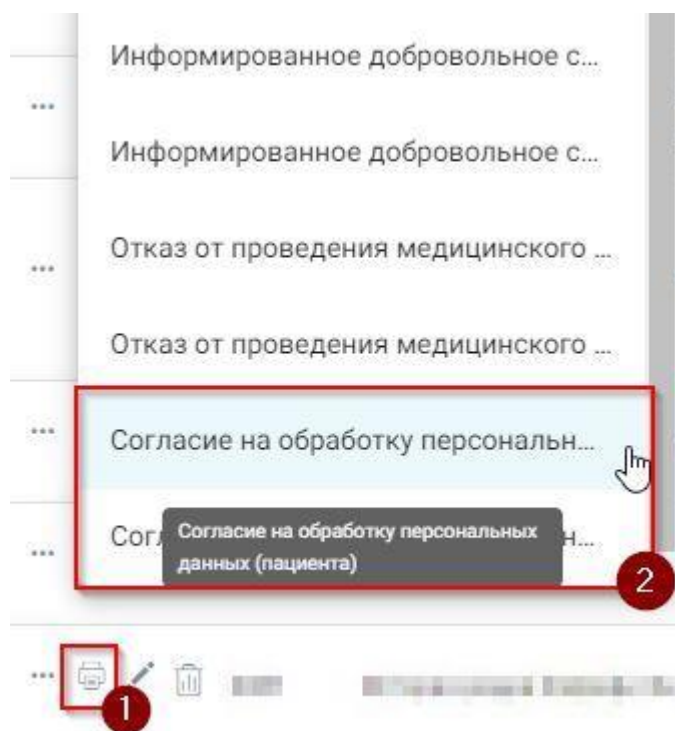 Информированное добровольное с...
Информированное добровольное с...
Отказ от проведения медицинского ...
Отказ от проведения медицинского ...
Согласие на обработку персональн...
Согл
н...
Согласие на обработку персональных
данных (пациента)
2
1